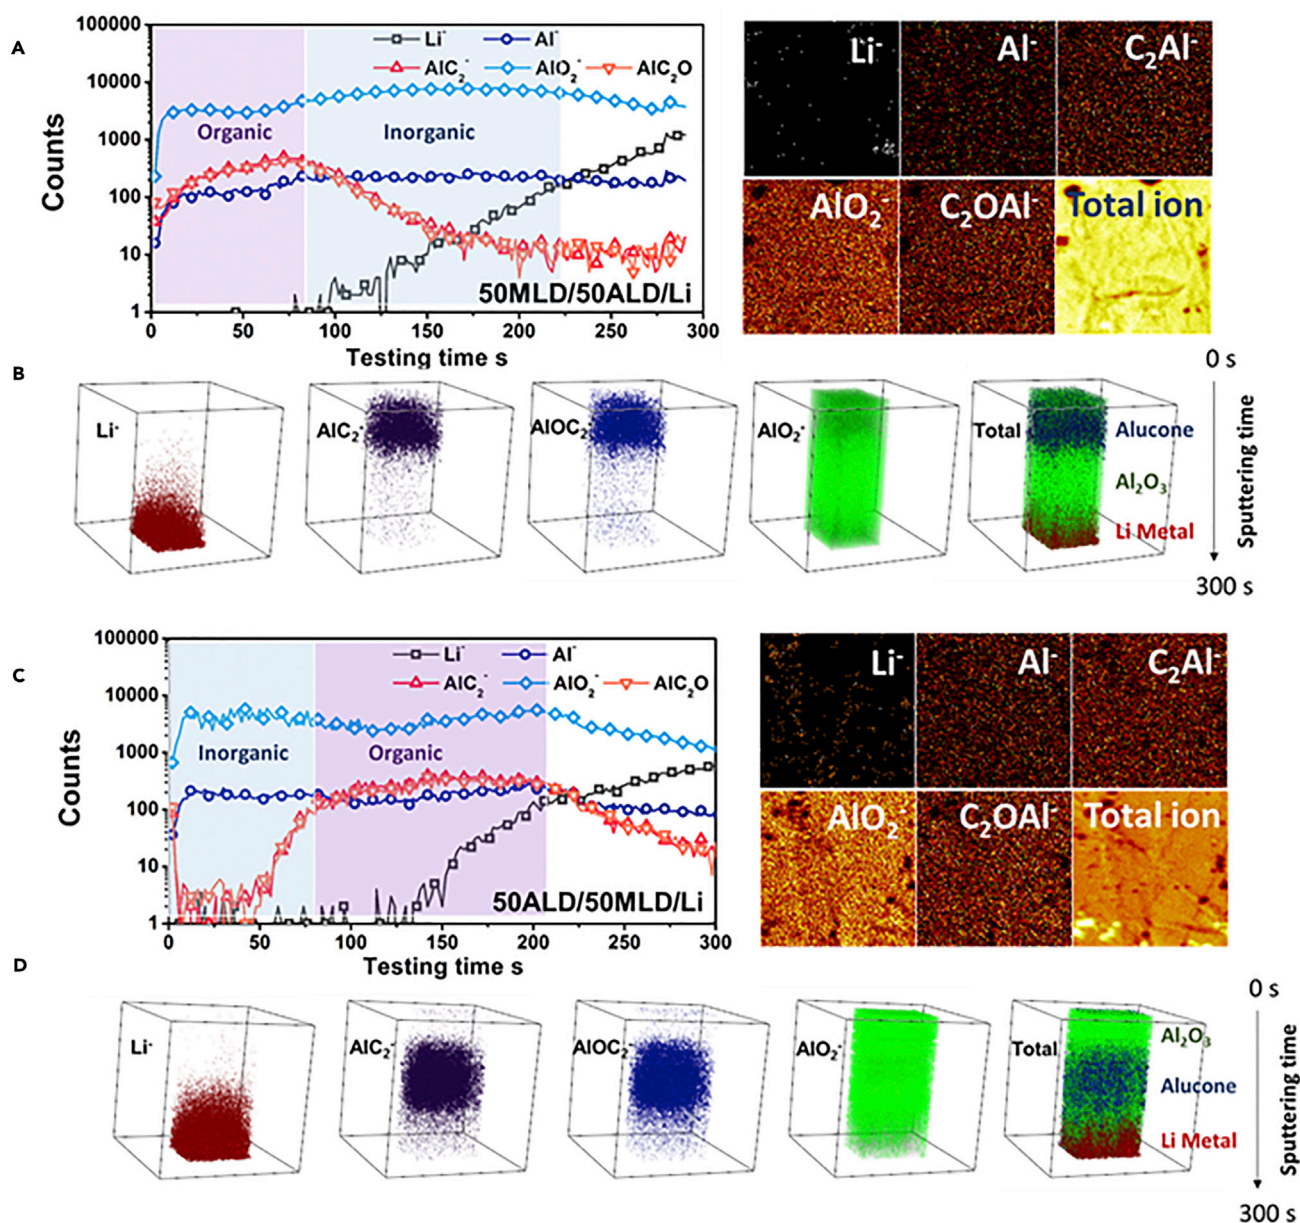 A
100000
10000
1000
100
10
1
Counts
Li⁻
Al⁻
AlC₂⁻
AlO₂⁻
AlC₂O
Organic
Inorganic
50MLD/50ALD/Li
0
50
100
150
200
250
300
Testing time s
Li⁻
Al⁻
C₂Al⁻
AlO₂⁻
C₂OAl⁻
Total ion
B
Li⁻
AlC₂⁻
AlOC₂⁻
AlO₂⁻
Total
Alucone
Al₂O₃
Li Metal
0 s
Sputtering time
300 s
C
100000
10000
1000
100
10
1
Counts
Li⁻
Al⁻
AlC₂⁻
AlO₂⁻
AlC₂O
Inorganic
Organic
50ALD/50MLD/Li
0
50
100
150
200
250
300
Testing time s
Li⁻
Al⁻
C₂Al⁻
AlO₂⁻
C₂OAl⁻
Total ion
D
Li⁻
AlC₂⁻
AlOC₂⁻
AlO₂⁻
Total
Al₂O₃
Alucone
Li Metal
0 s
Sputtering time
300 s